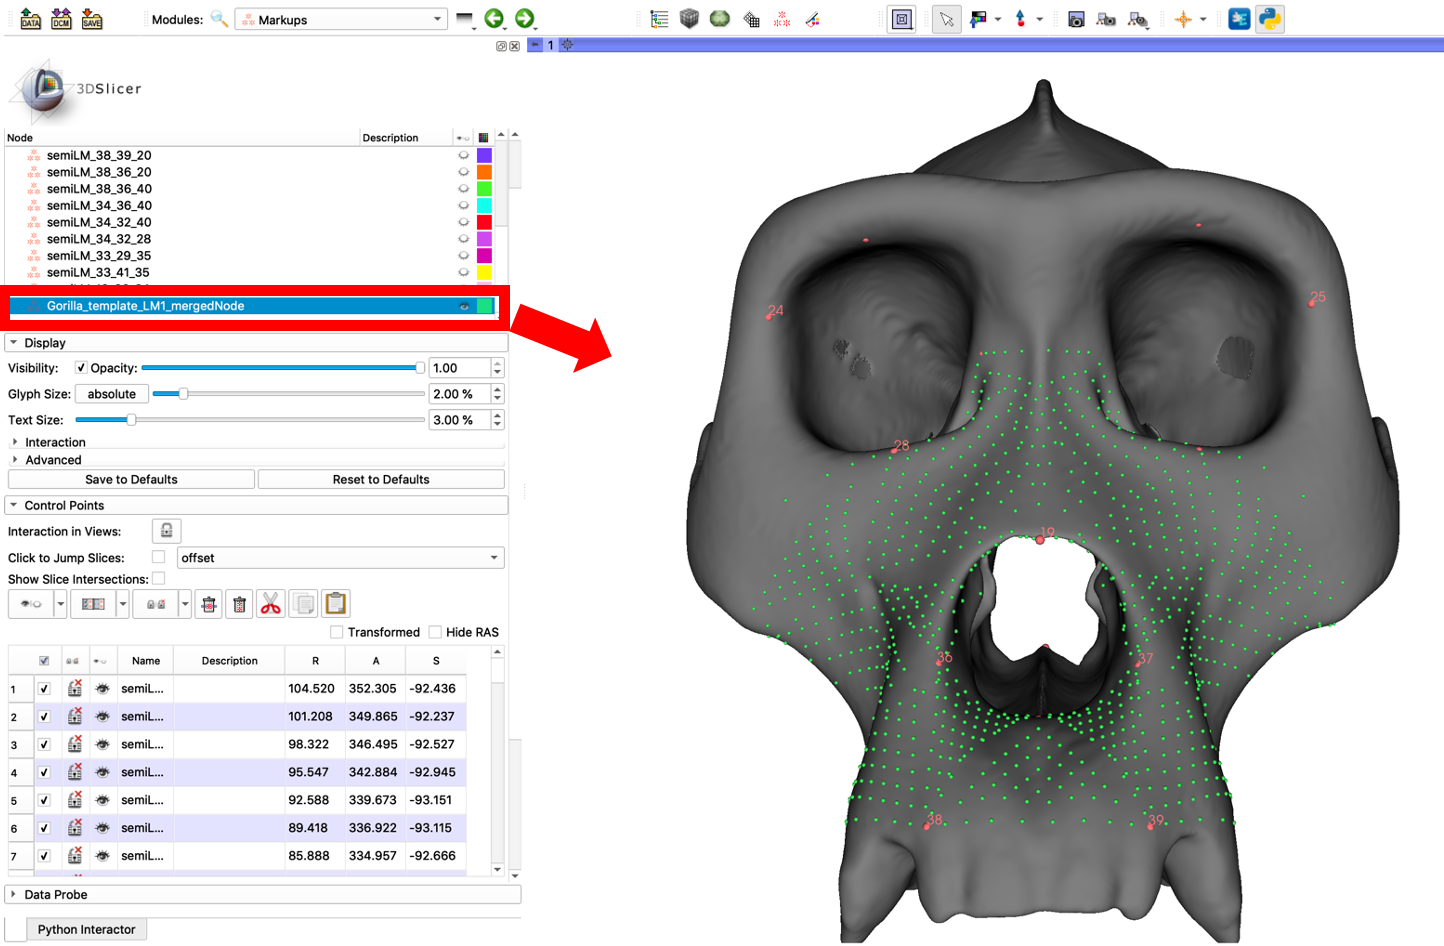 DATA DCM SAVE Modules: Markups
1
3DSlicer
Node Description
semiLM_38_39_20
semiLM_38_36_20
semiLM_38_36_40
semiLM_34_36_40
semiLM_34_32_40
semiLM_34_32_28
semiLM_33_29_35
semiLM_33_41_35
Gorilla_template_LM1_mergedNode
Display
Visibility: Opacity: 1.00
Glyph Size: absolute 2.00 %
Text Size: 3.00 %
Interaction
Advanced
Save to Defaults Reset to Defaults
Control Points
Interaction in Views:
Click to Jump Slices: offset
Show Slice Intersections:
Transformed Hide RAS
Name Description R A S
1 semiL... 104.520 352.305 -92.436
2 semiL... 101.208 349.865 -92.237
3 semiL... 98.322 346.495 -92.527
4 semiL... 95.547 342.884 -92.945
5 semiL... 92.588 339.673 -93.151
6 semiL... 89.418 336.922 -93.115
7 semiL... 85.888 334.957 -92.666
Data Probe
Python Interactor
24
25
28
19
36
37
38
39